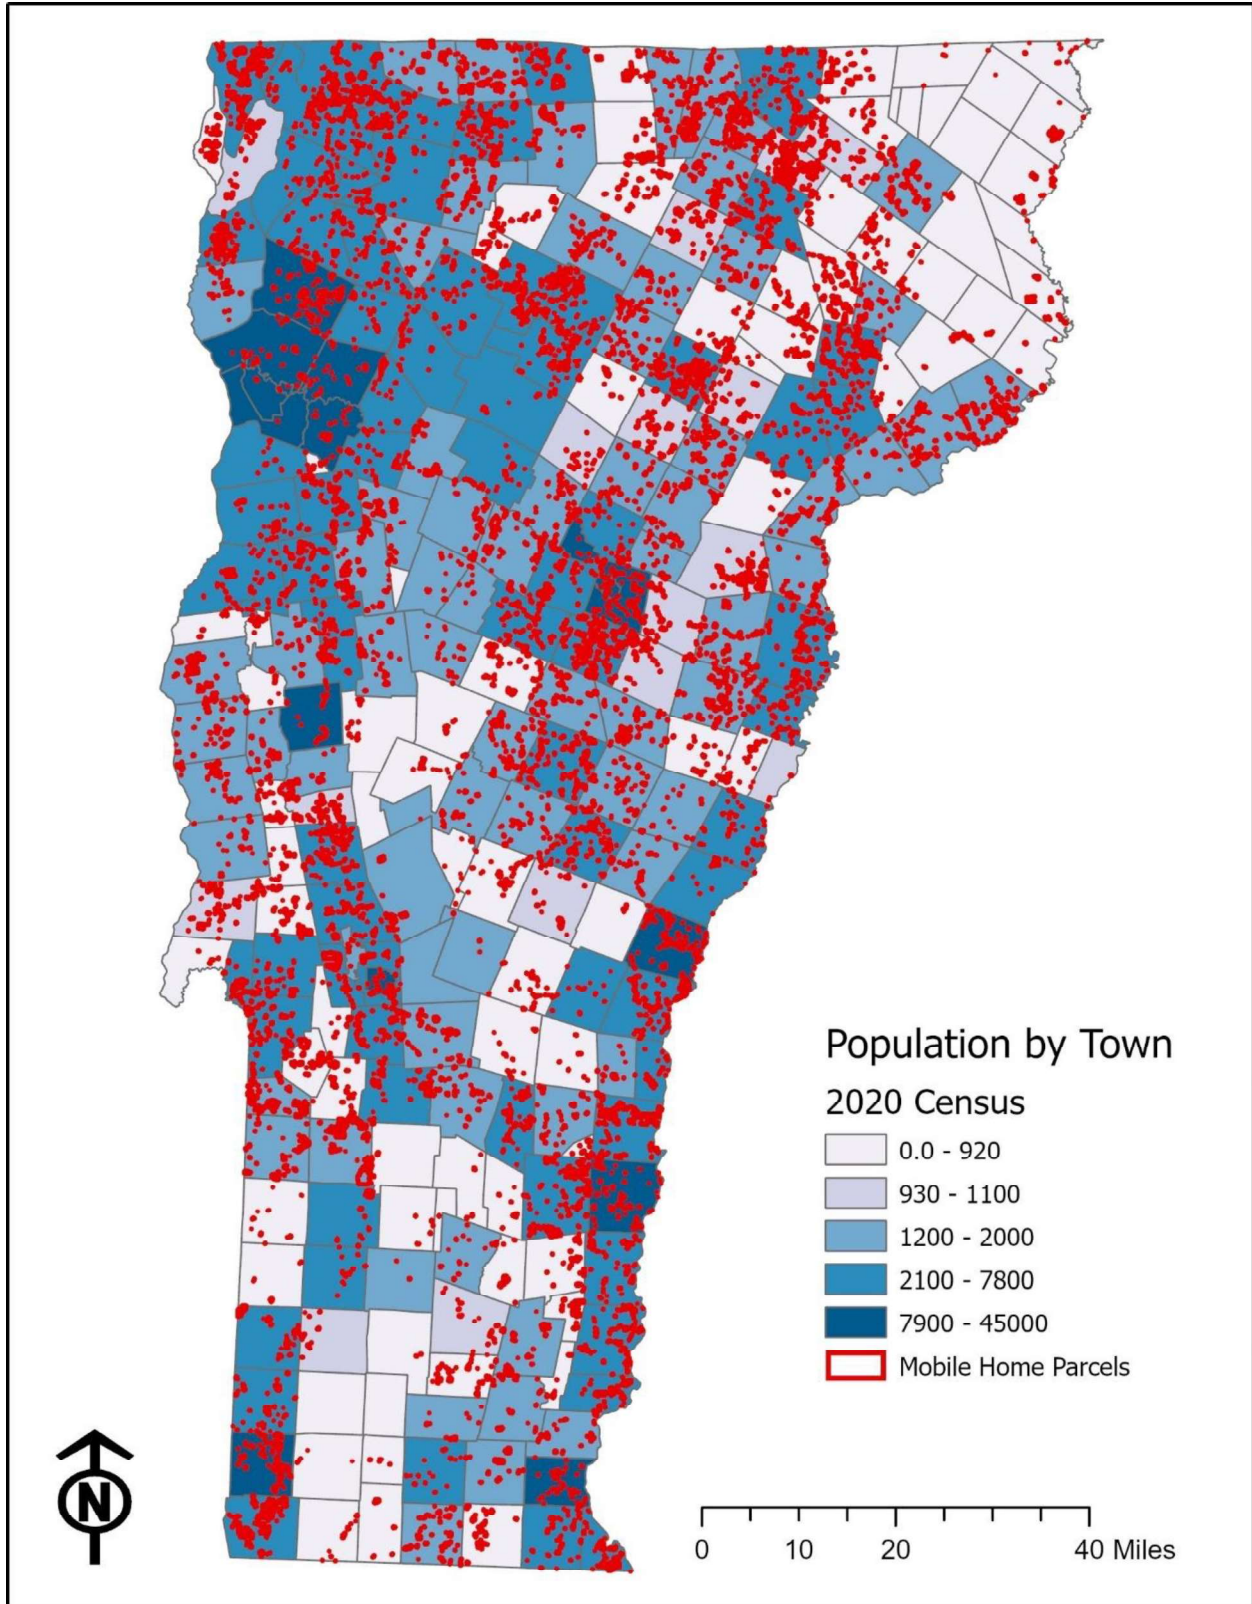 Population by Town
2020 Census
0.0 - 920
930 - 1100
1200 - 2000
2100 - 7800
7900 - 45000
Mobile Home Parcels
N
0 10 20 40 Miles